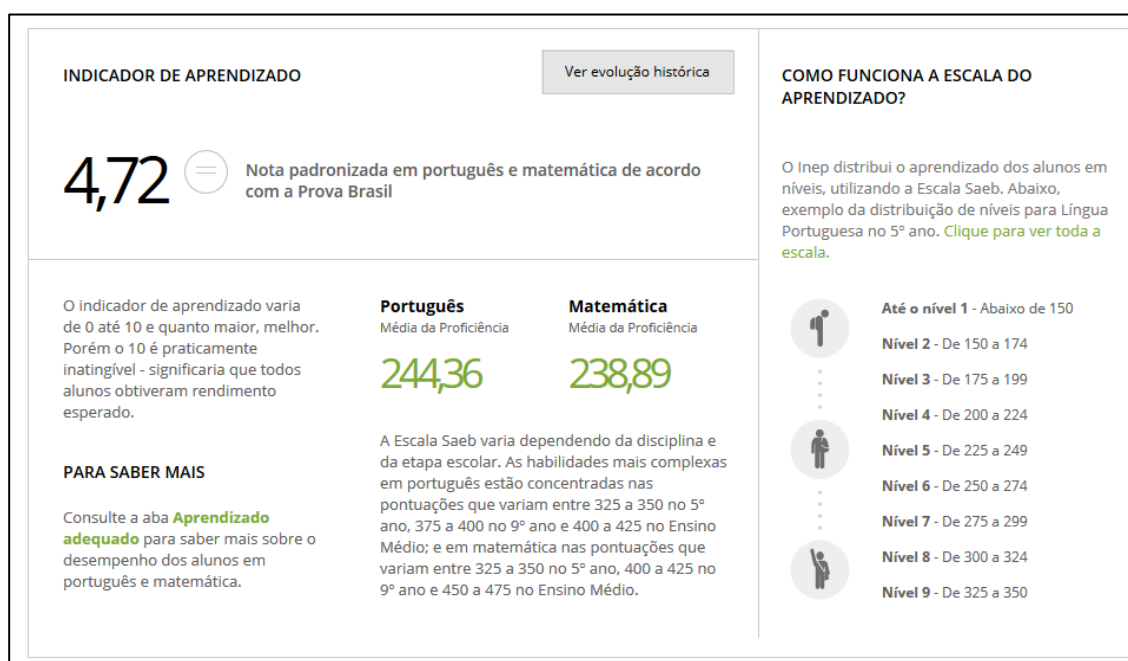 INDICADOR DE APRENDIZADO
Ver evolução histórica
4,72
Nota padronizada em português e matemática de acordo
com a Prova Brasil
O indicador de aprendizado varia
de 0 até 10 e quanto maior, melhor.
Porém o 10 é praticamente
inatingível - significaria que todos
alunos obtiveram rendimento
esperado.
PARA SABER MAIS
Consulte a aba Aprendizado
adequado para saber mais sobre o
desempenho dos alunos em
português e matemática.
Português
Média da Proficiência
244,36
Matemática
Média da Proficiência
238,89
A Escala Saeb varia dependendo da disciplina e
da etapa escolar. As habilidades mais complexas
em português estão concentradas nas
pontuações que variam entre 325 a 350 no 5º
ano, 375 a 400 no 9º ano e 400 a 425 no Ensino
Médio; e em matemática nas pontuações que
variam entre 325 a 350 no 5º ano, 400 a 425 no
9º ano e 450 a 475 no Ensino Médio.
COMO FUNCIONA A ESCALA DO
APRENDIZADO?
O Inep distribui o aprendizado dos alunos em
níveis, utilizando a Escala Saeb. Abaixo,
exemplo da distribuição de níveis para Língua
Portuguesa no 5º ano. Clique para ver toda a
escala.
Até o nível 1 - Abaixo de 150
Nível 2 - De 150 a 174
Nível 3 - De 175 a 199
Nível 4 - De 200 a 224
Nível 5 - De 225 a 249
Nível 6 - De 250 a 274
Nível 7 - De 275 a 299
Nível 8 - De 300 a 324
Nível 9 - De 325 a 350